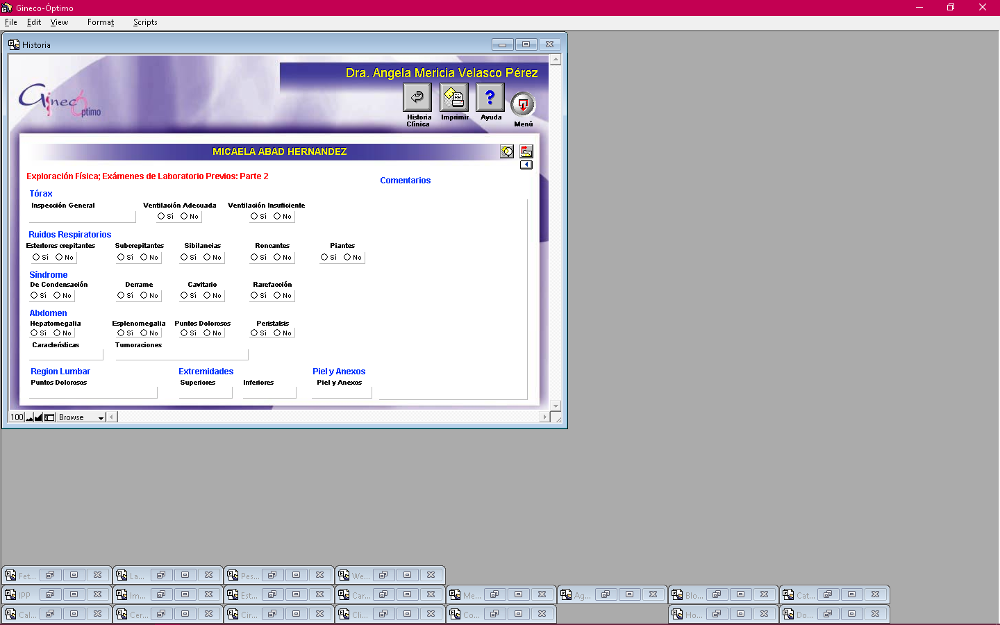 Gineco-Óptimo
File Edit View Format Scripts
Historia
Dra. Angela Mericia Velasco Pérez
Gineco Óptimo
Historia Clínica
Imprimir
Ayuda
Menú
MICAELA ABAD HERNANDEZ
Exploración Física; Exámenes de Laboratorio Previos: Parte 2
Comentarios
Tórax
Inspección General Ventilación Adecuada Ventilación Insuficiente
Sí No Sí No
Ruidos Respiratorios
Estertores crepitantes Subcrepitantes Sibilancias Roncantes Piantes
Sí No Sí No Sí No Sí No Sí No
Síndrome
De Condensación Derrame Cavitario Rarefacción
Sí No Sí No Sí No Sí No
Abdomen
Hepatomegalia Esplenomegalia Puntos Dolorosos Peristalsis
Sí No Sí No Sí No Sí No
Características Tumoraciones
Region Lumbar Extremidades Piel y Anexos
Puntos Dolorosos Superiores Inferiores Piel y Anexos
100 Browse
Fet... La... Pes... We...
IPP Im... Est... Car... Me... Ag... Blo... Cat...
Cal... Cer... Cir... Cli... Co... Ho... Do...